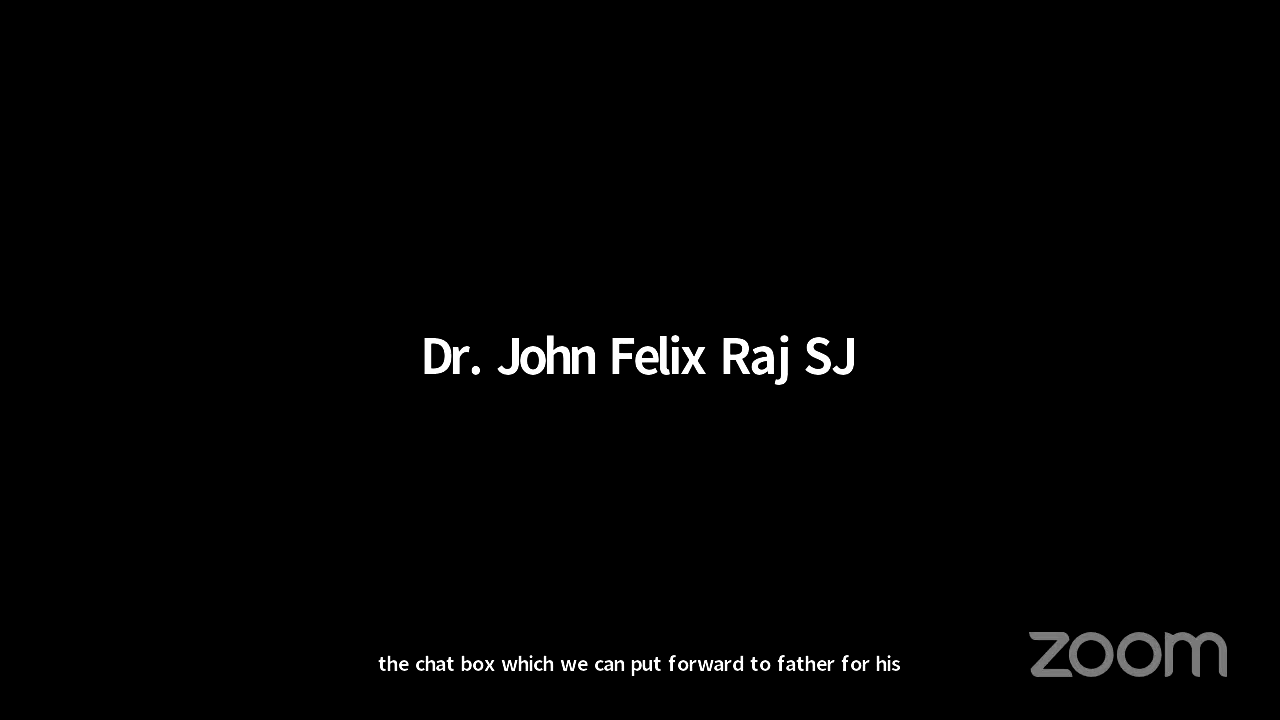 Dr. John Felix Raj SJ
the chat box which we can put forward to father for his
zoom